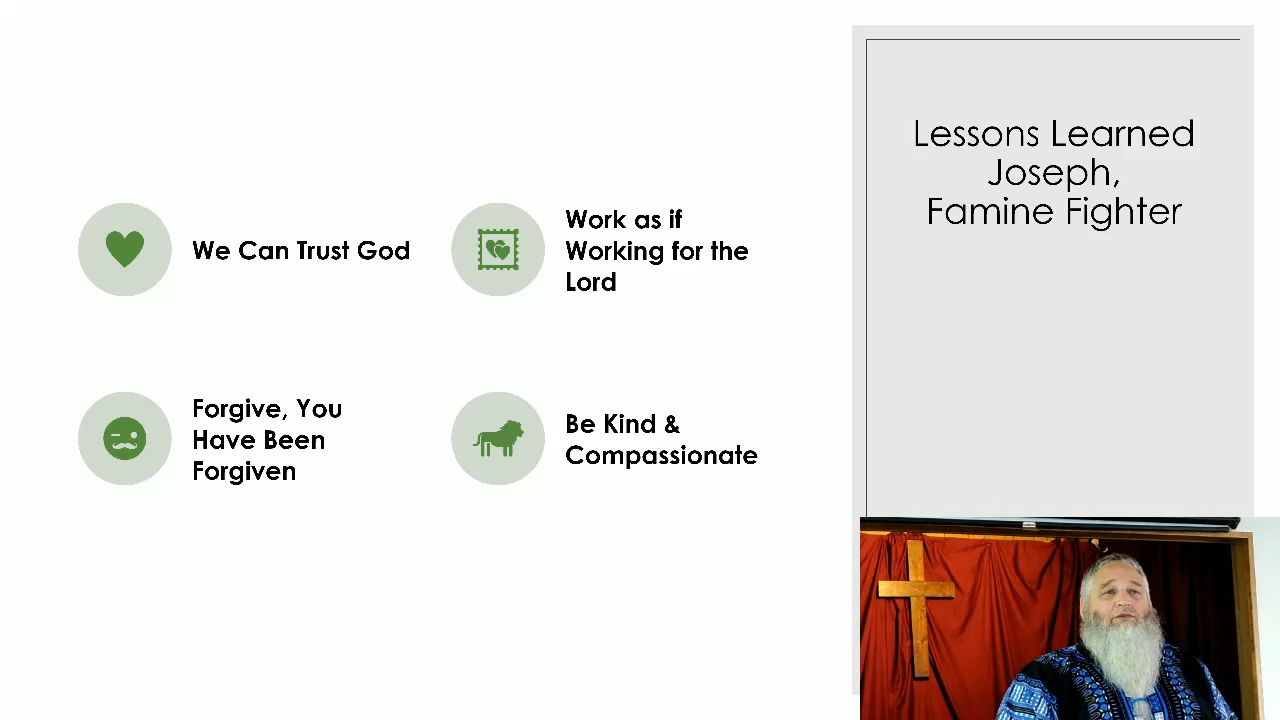 Lessons Learned
Joseph,
Famine Fighter
We Can Trust God
Work as if
Working for the
Lord
Forgive, You
Have Been
Forgiven
Be Kind &
Compassionate